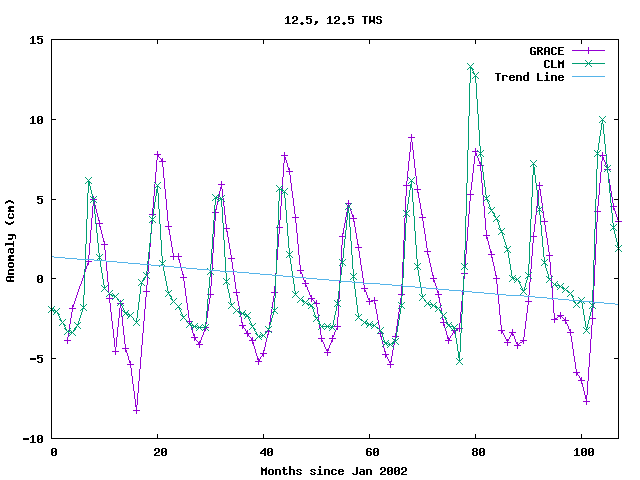 12.5, 12.5 TWS
GRACE
CLM
Trend Line
Anomaly (cm)
15
10
5
0
-5
-10
0 20 40 60 80 100
Months since Jan 2002